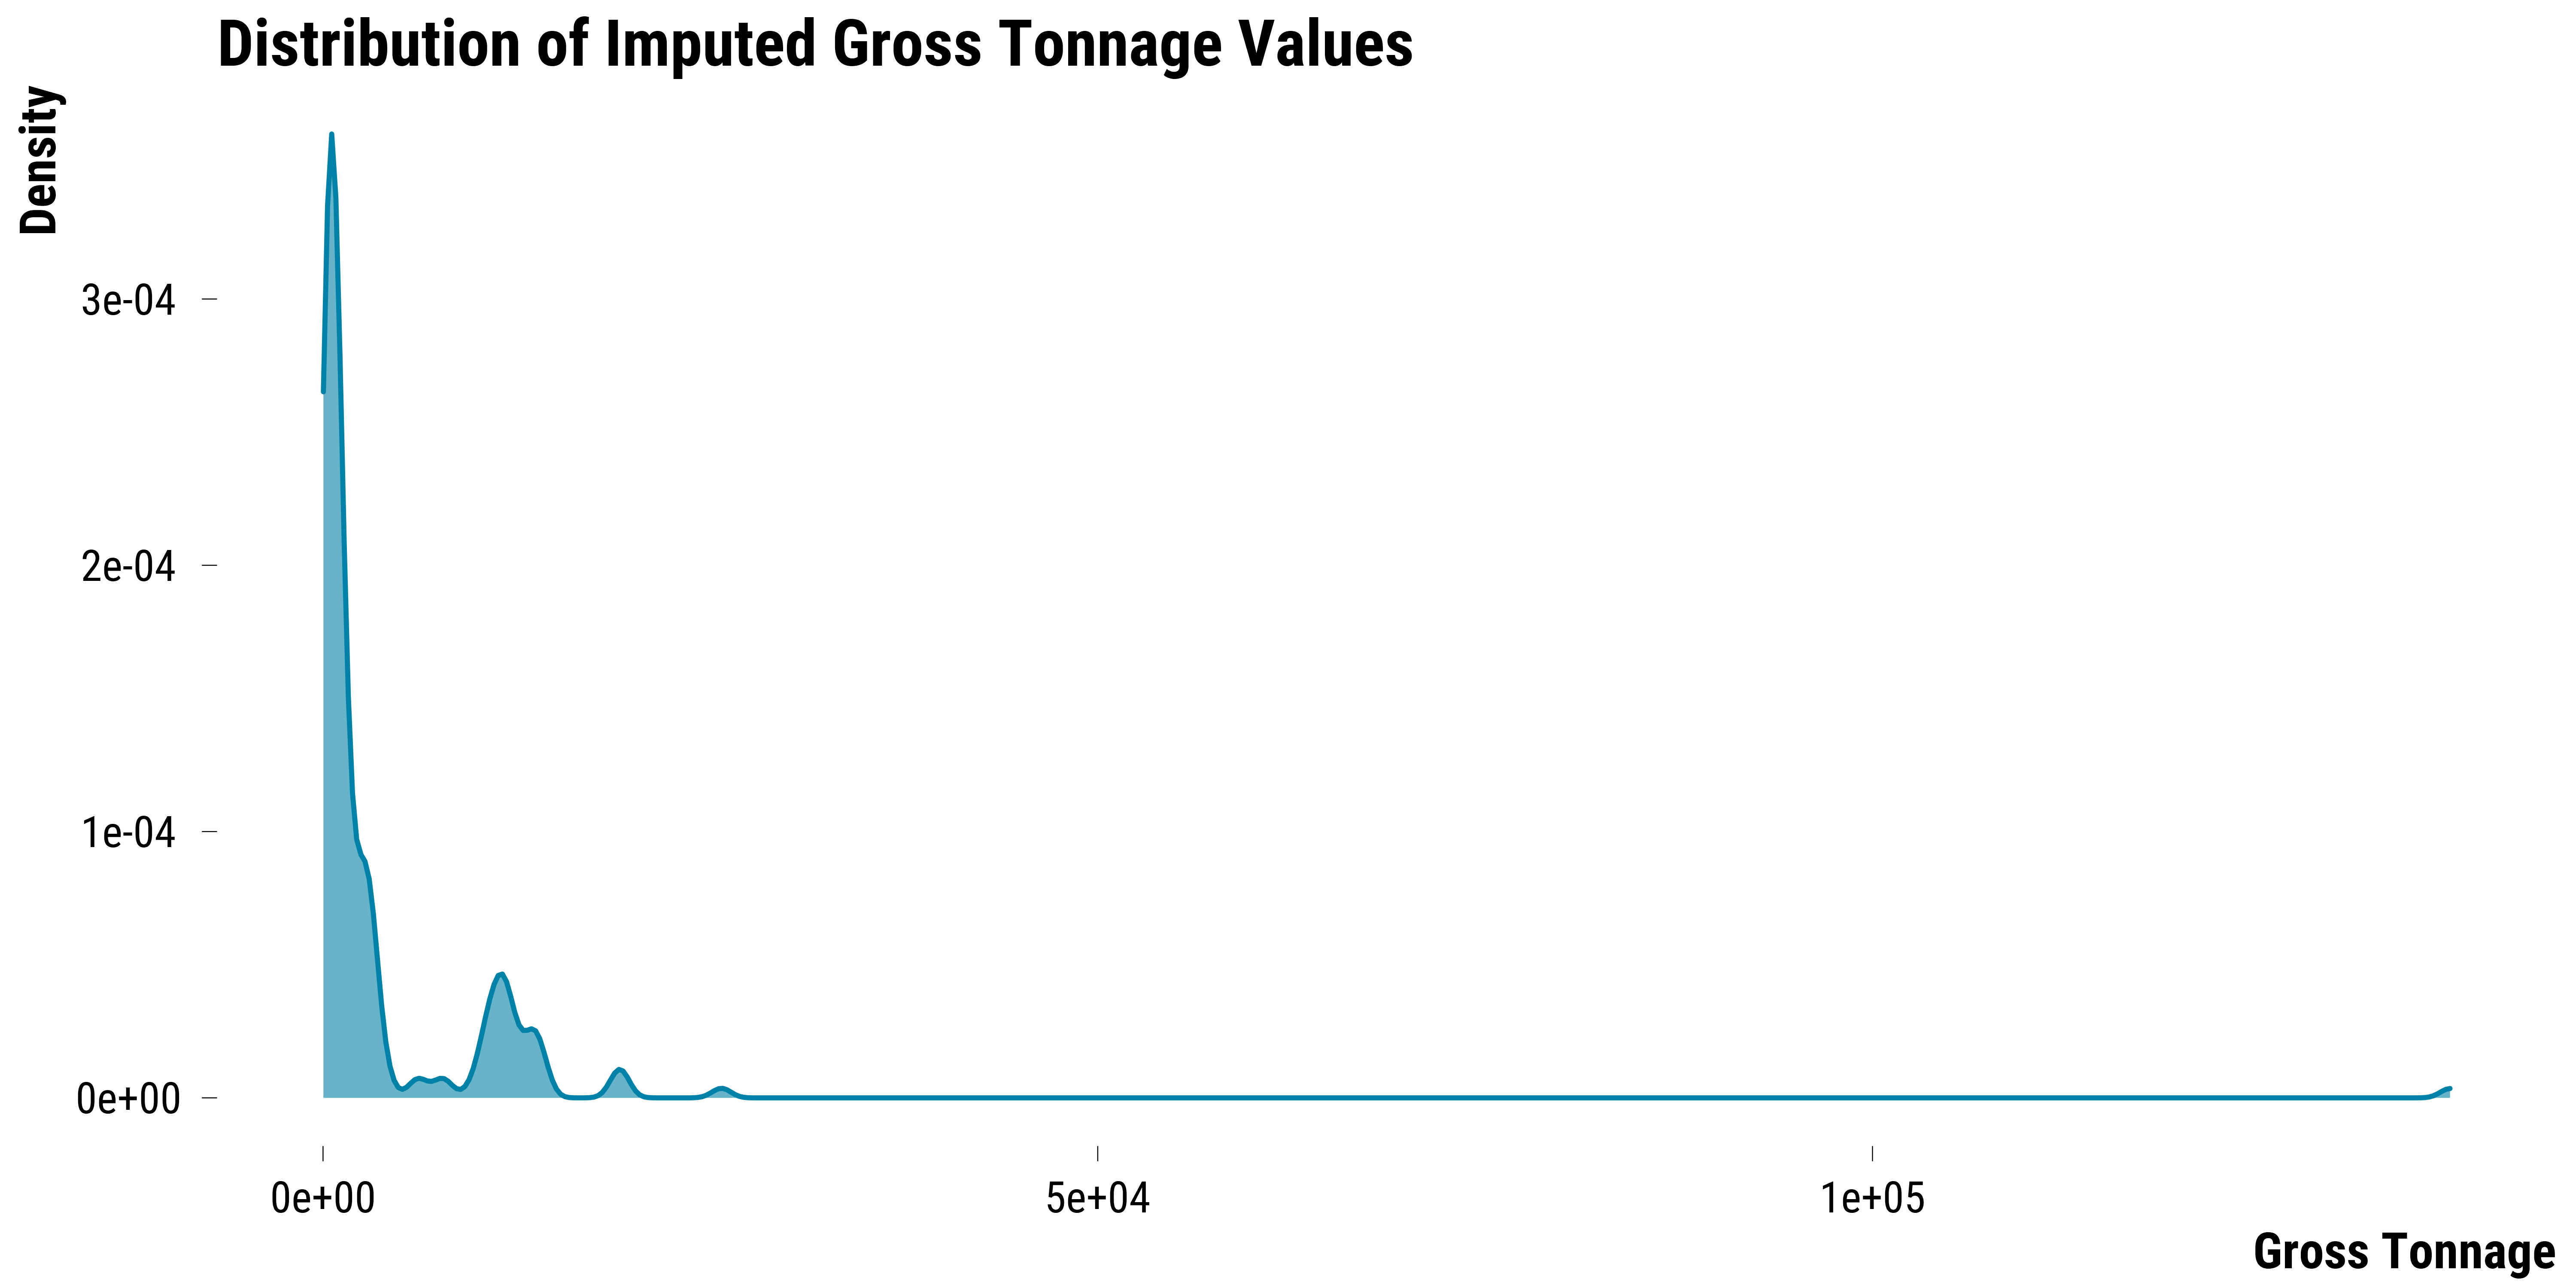 Distribution of Imputed Gross Tonnage Values
Density
3e-04
2e-04
1e-04
0e+00
0e+00
5e+04
1e+05
Gross Tonnage